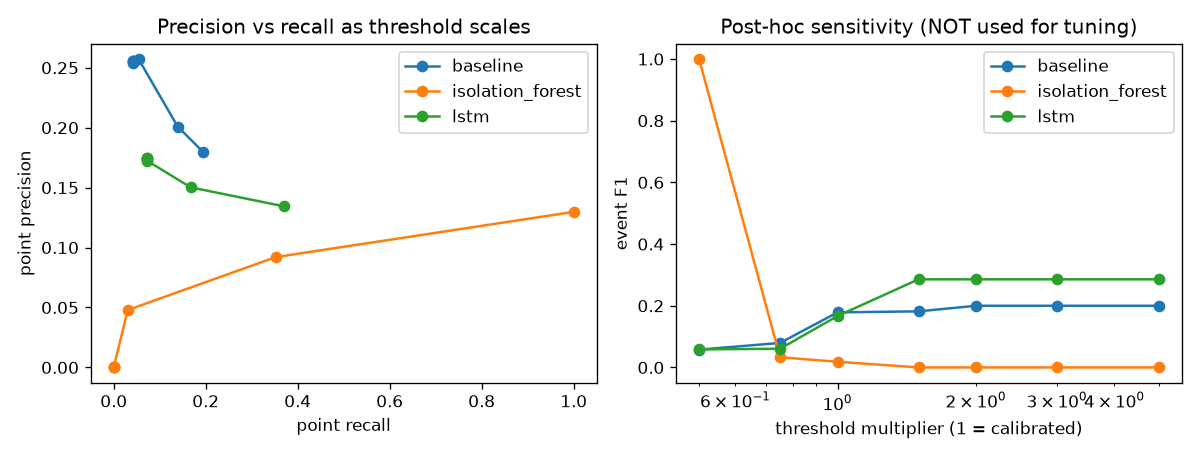 Precision vs recall as threshold scales
point precision
0.25
0.20
0.15
0.10
0.05
0.00
baseline
isolation_forest
lstm
0.0 0.2 0.4 0.6 0.8 1.0
point recall
Post-hoc sensitivity (NOT used for tuning)
event F1
1.0
0.8
0.6
0.4
0.2
0.0
baseline
isolation_forest
lstm
6 × 10⁻¹ 10⁰ 2 × 10⁰ 3 × 10⁰ 4 × 10⁰
threshold multiplier (1 = calibrated)